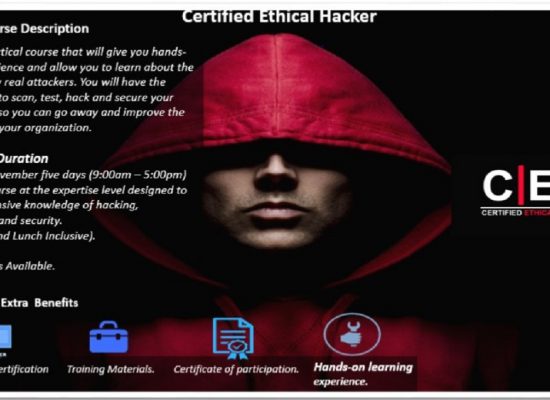 Certified Ethical Hacker
rse Description
tical course that will give you hands-
ience and allow you to learn about the
real attackers. You will have the
to scan, test, hack and secure your
so you can go away and improve the
your organization.
Duration
vember five days (9:00am – 5:00pm)
rse at the expertise level designed to
nsive knowledge of hacking,
and security.
nd Lunch Inclusive).
s Available.
C|E
CERTIFIED ETHICA
Extra Benefits
ertification
Training Materials.
Certificate of participation.
Hands-on learning
experience.